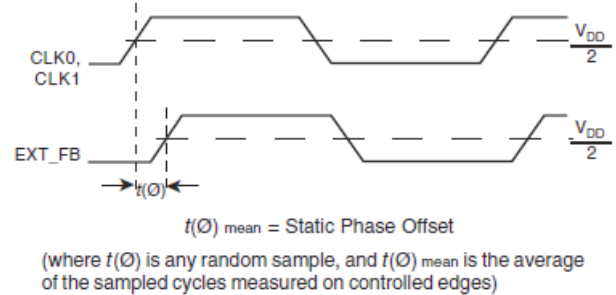 CLK0,
CLK1
V_DD
2
EXT_FB
V_DD
2
t(Ø)
t(Ø) mean = Static Phase Offset
(where t(Ø) is any random sample, and t(Ø) mean is the average
of the sampled cycles measured on controlled edges)